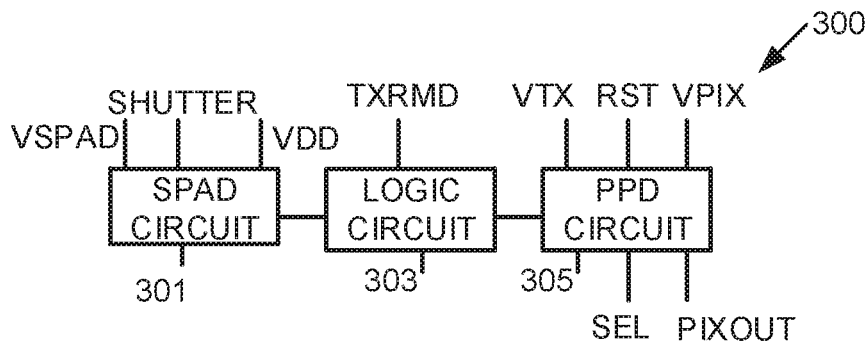 300
SHUTTER
TXRMD
VTX RST VPIX
VSPAD
VDD
SPAD
CIRCUIT
LOGIC
CIRCUIT
PPD
CIRCUIT
301
303
305
SEL
PIXOUT